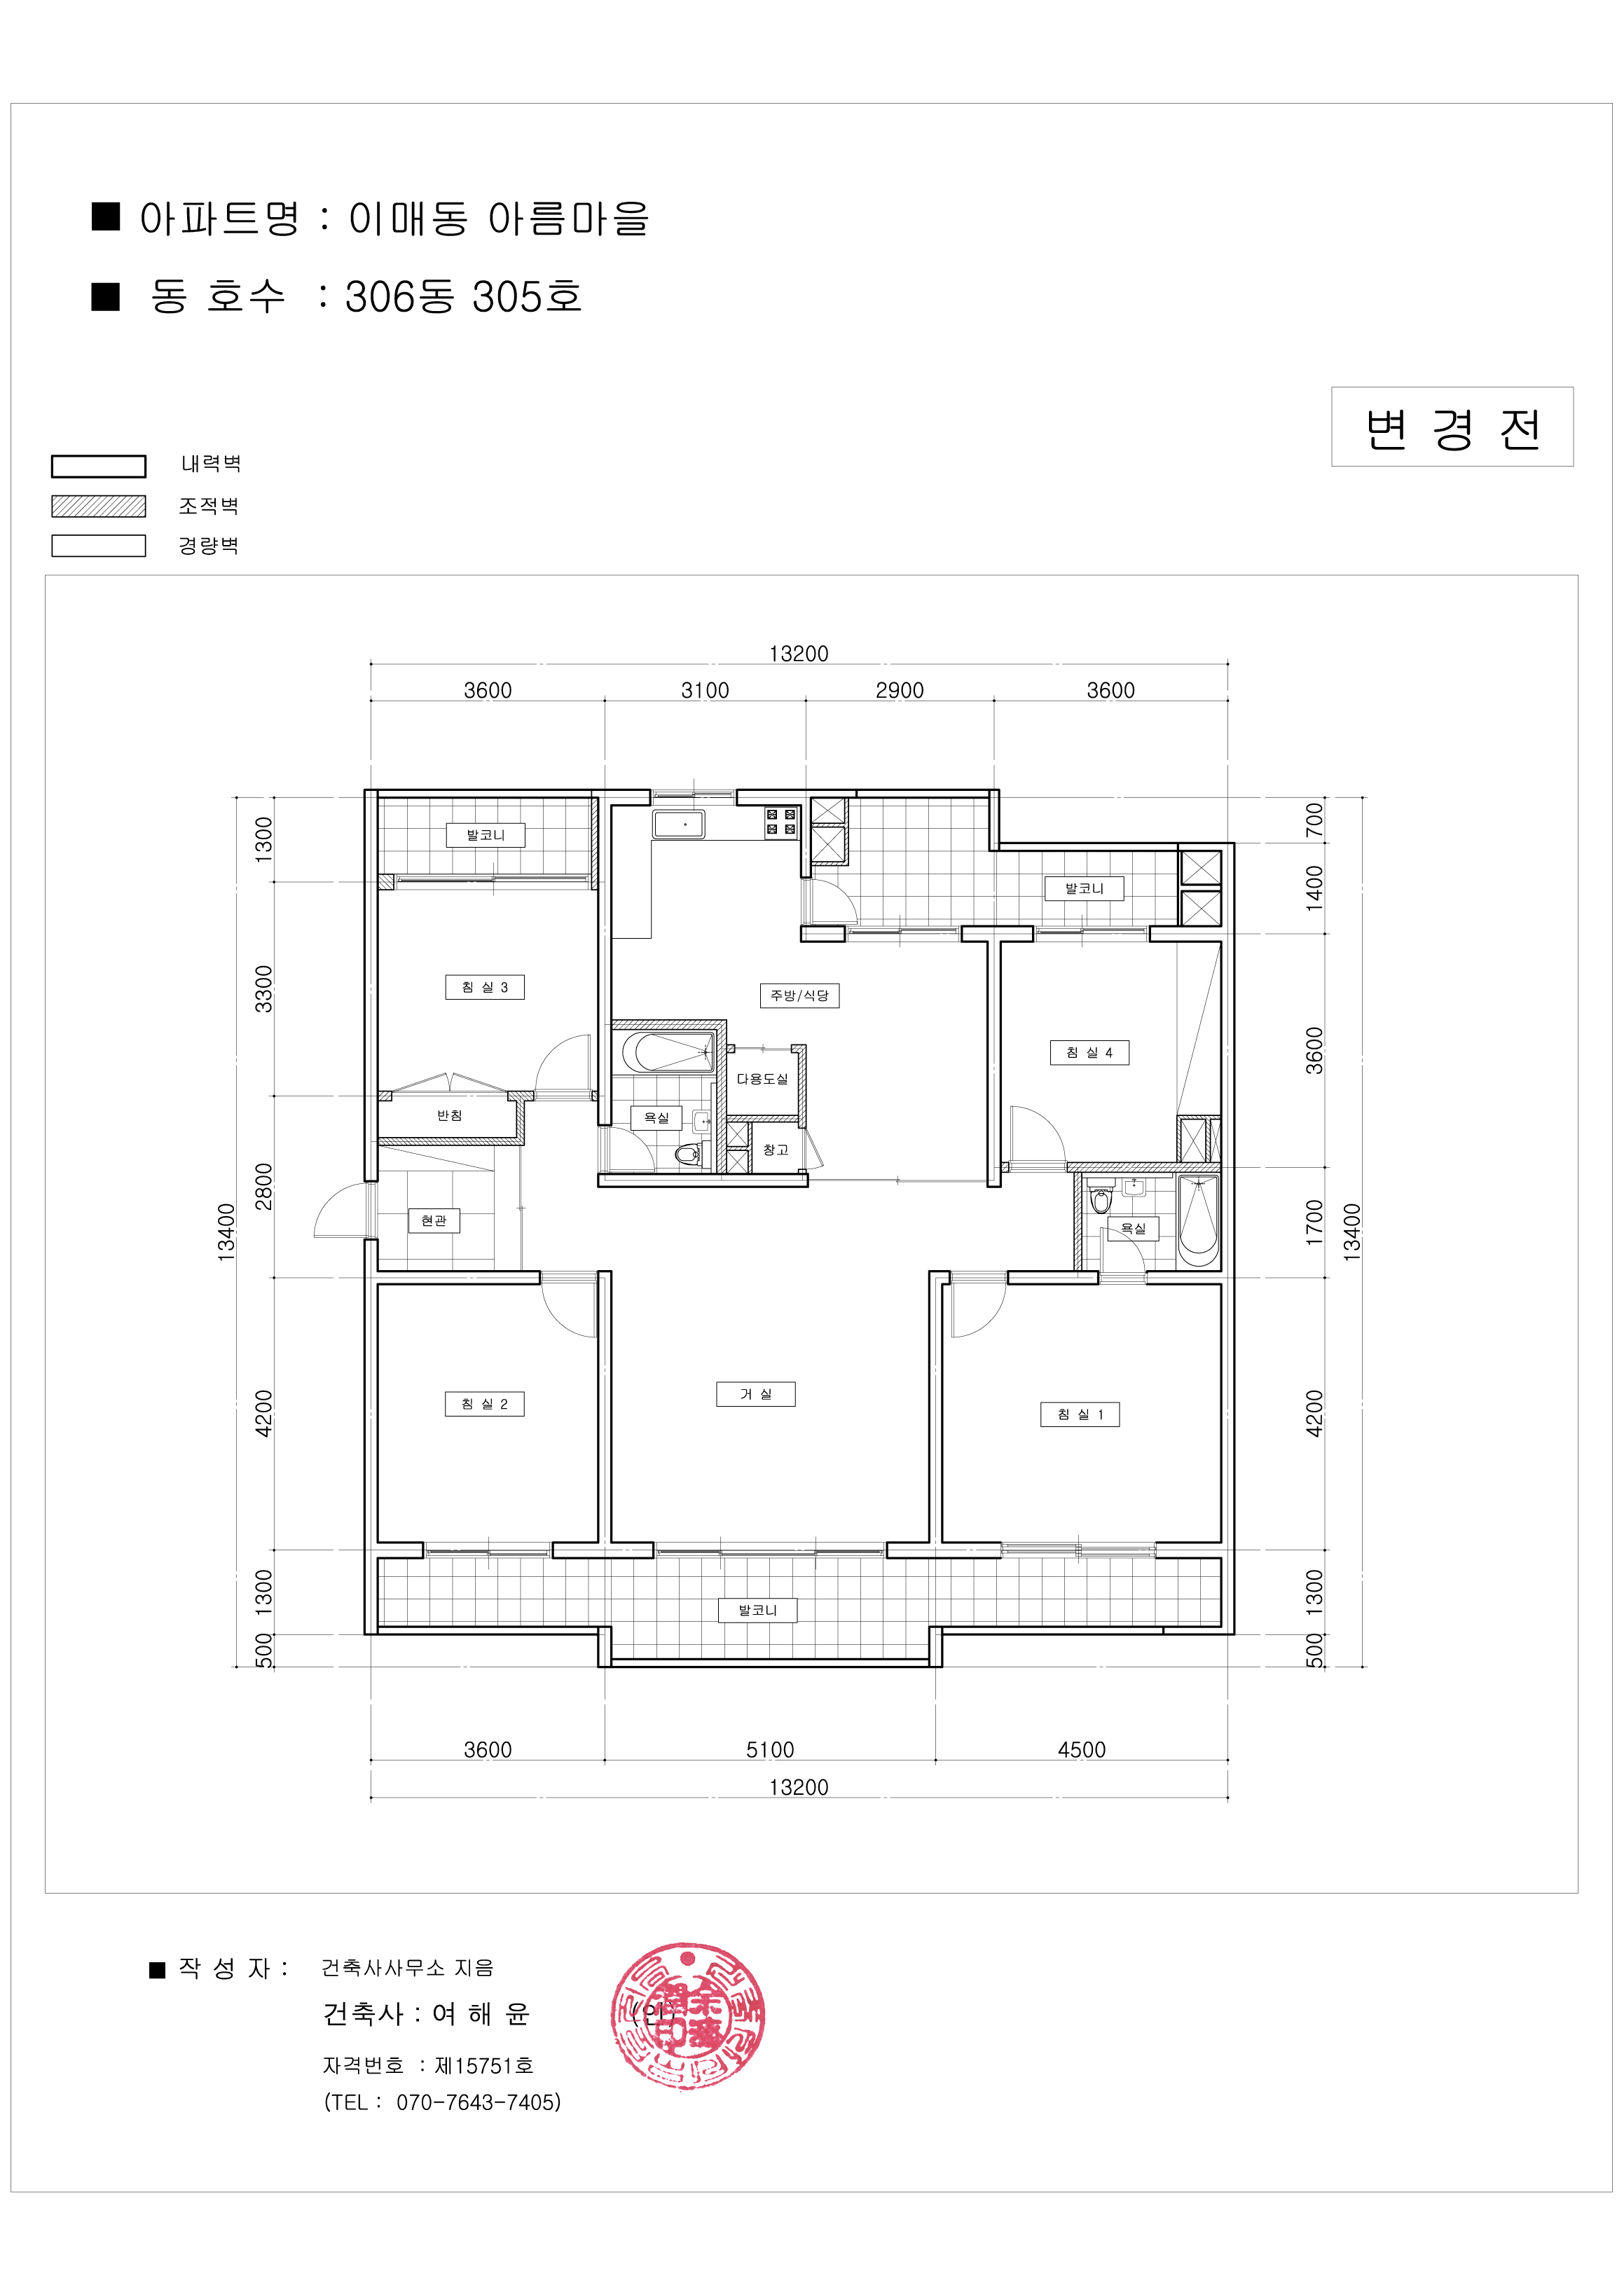 ■ 아파트명 : 이매동 아름마을
■ 동 호수 : 306동 305호
변 경 전
내력벽
조적벽
경량벽
13200
3600 3100 2900 3600
발코니
발코니
침 실 3
주방/식당
침 실 4
다용도실
반침
욕실
창고
현관
욕실
침 실 2
거 실
침 실 1
발코니
1300
3300
2800
4200
1300
500
13400
700
1400
3600
1700
4200
1300
500
13400
3600 5100 4500
13200
■ 작 성 자 : 건축사사무소 지음
건축사 : 여 해 윤 (인)
자격번호 : 제15751호
(TEL : 070-7643-7405)